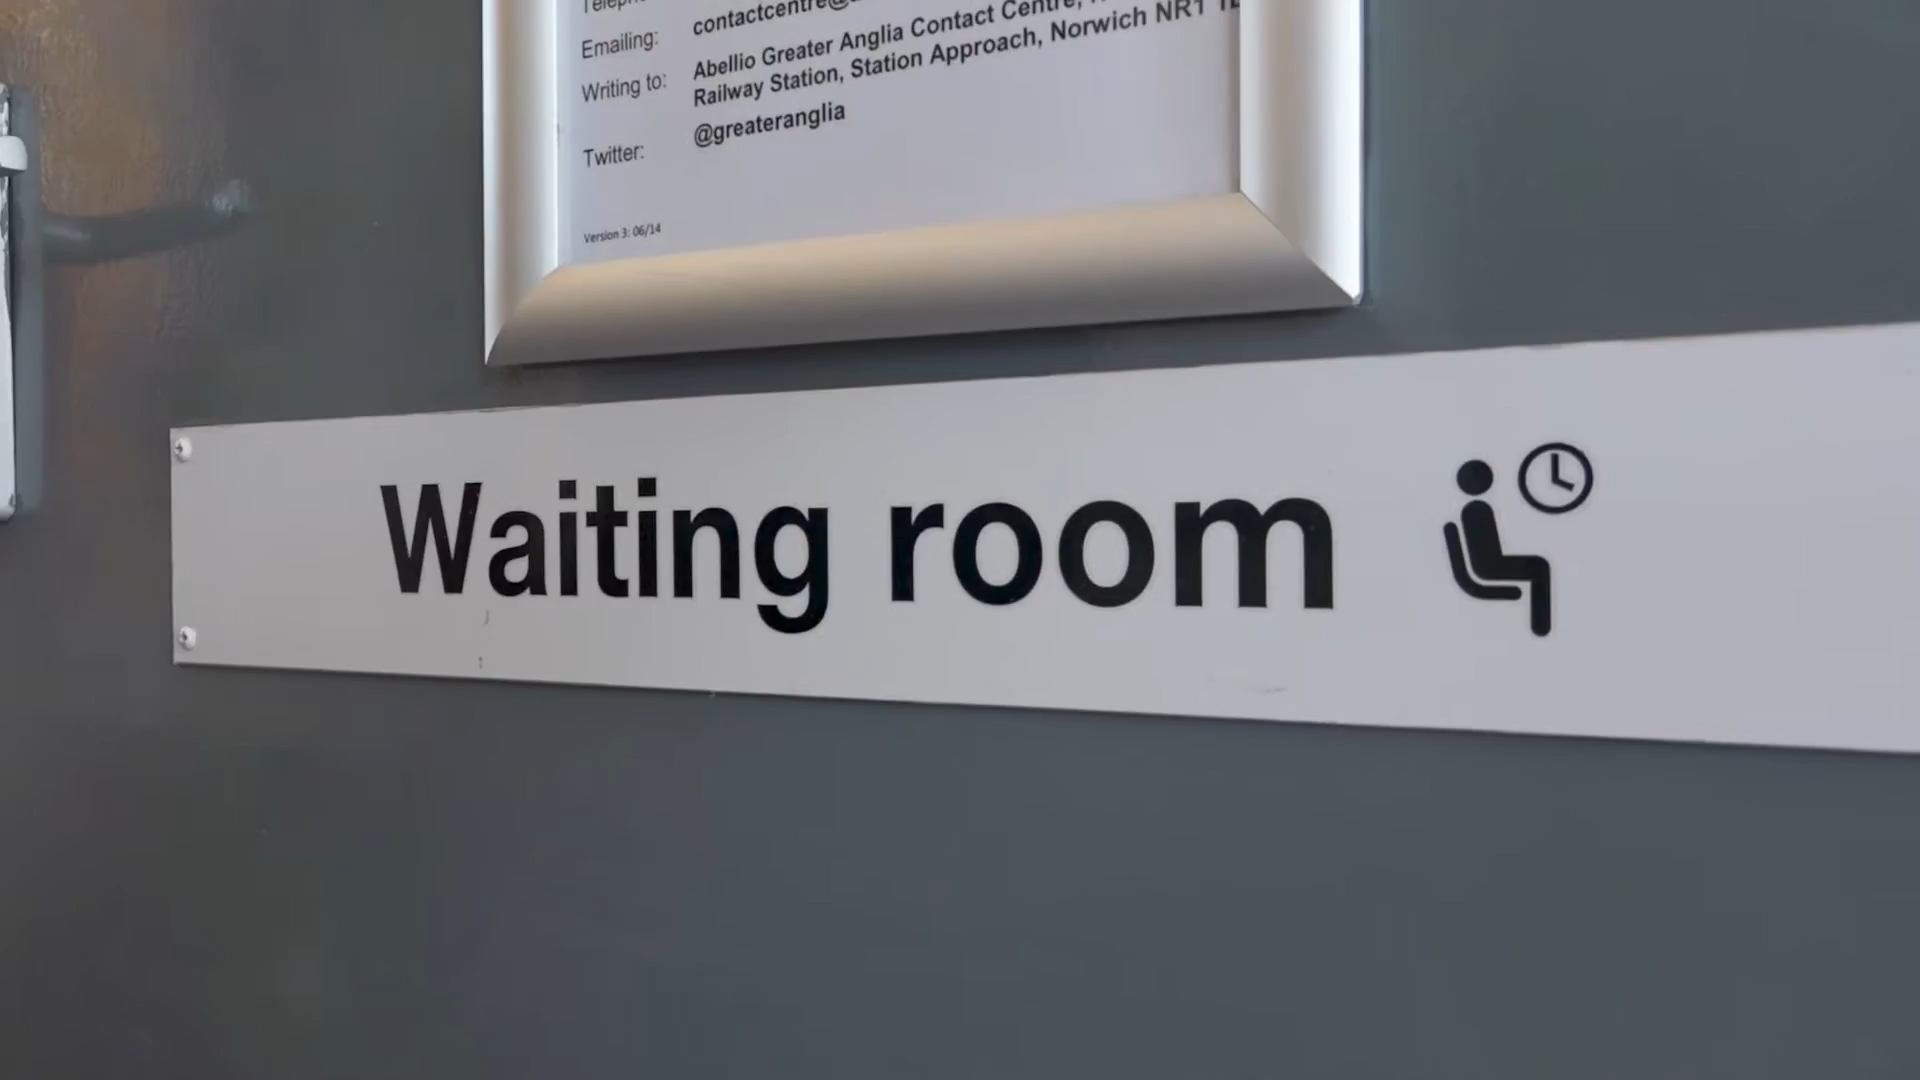 Emailing:
Writing to: Abellio Greater Anglia Contact Centre,
Railway Station, Station Approach, Norwich NR1
Twitter: @greateranglia
Version 3: 06/14
Waiting room